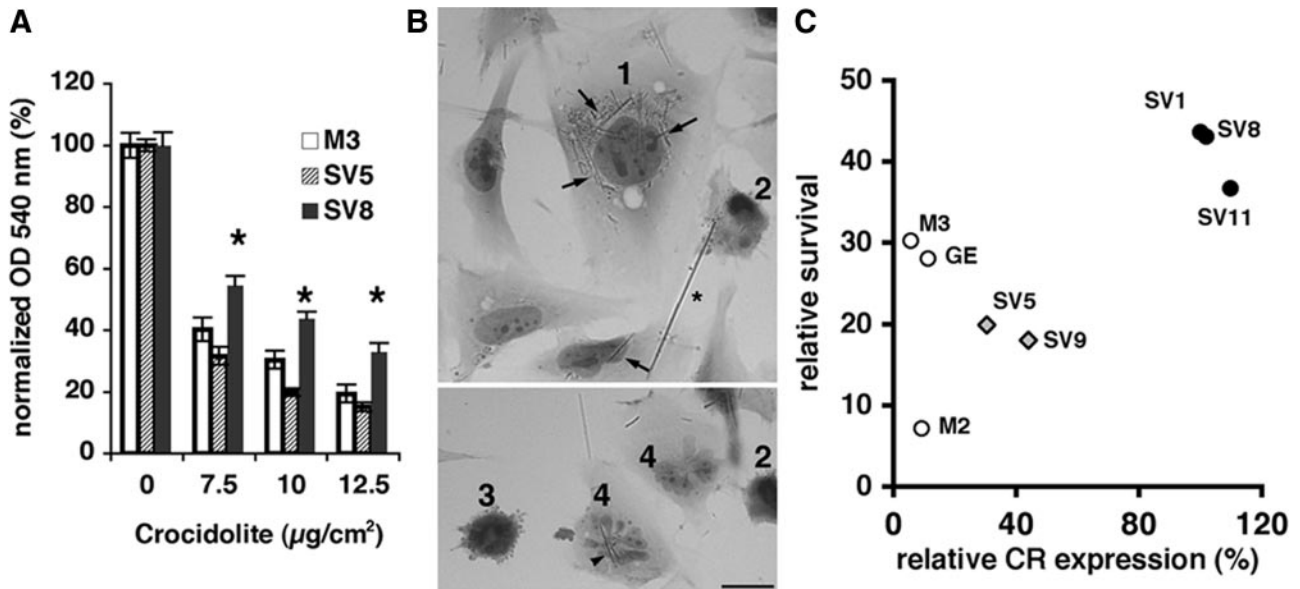 A
normalized OD 540 nm (%)
120
100
80
60
40
20
0
M3
SV5
SV8
*
*
*
0 7.5 10 12.5
Crocidolite (µg/cm²)
B
1
2
*
3
4
4
2
C
relative survival
50
40
30
20
10
0
SV1
SV8
SV11
M3
GE
SV5
SV9
M2
0 40 80 120
relative CR expression (%)